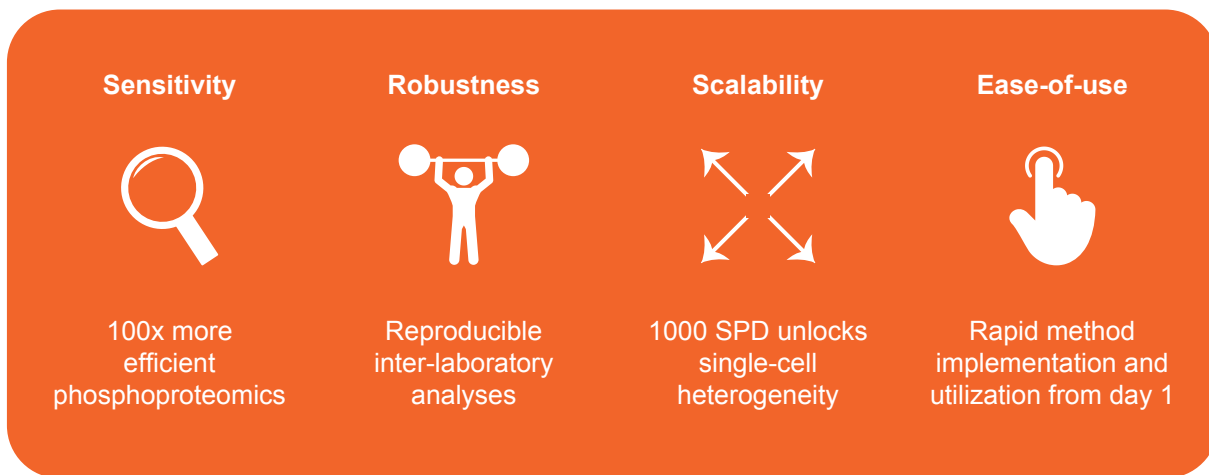 Sensitivity
100x more
efficient
phosphoproteomics
Robustness
Reproducible
inter-laboratory
analyses
Scalability
1000 SPD unlocks
single-cell
heterogeneity
Ease-of-use
Rapid method
implementation and
utilization from day 1